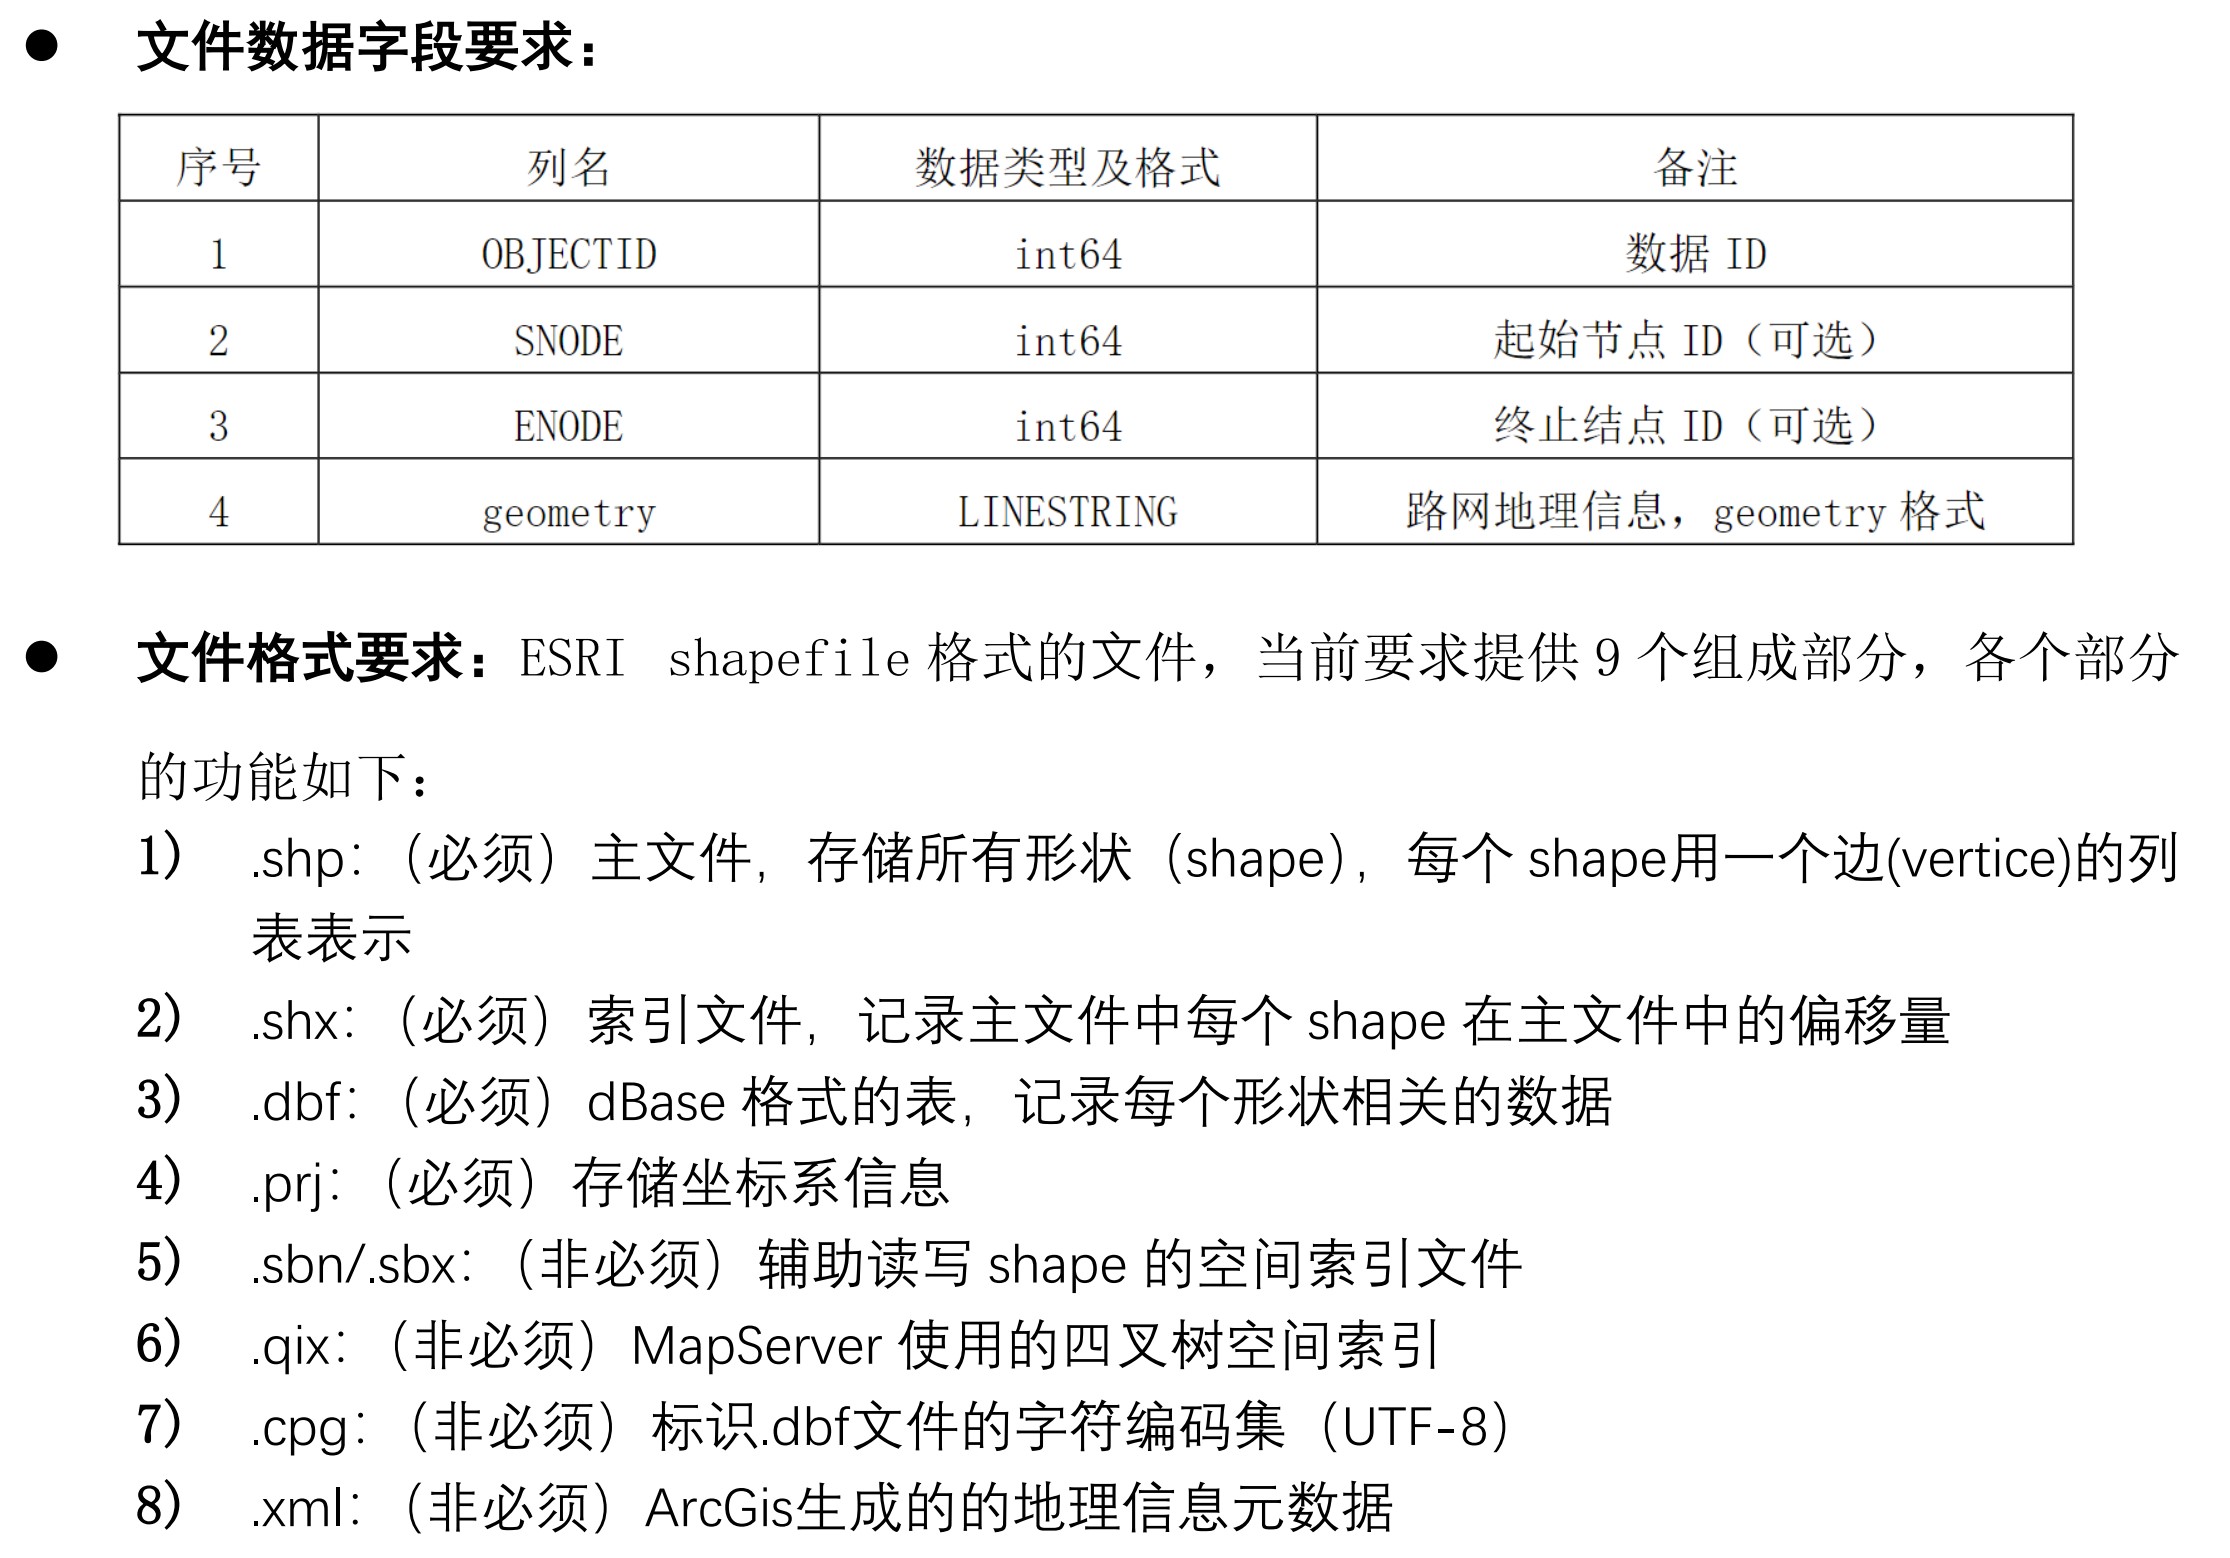 ● 文件数据字段要求：
序号 列名 数据类型及格式 备注
1 OBJECTID int64 数据 ID
2 SNODE int64 起始节点 ID（可选）
3 ENODE int64 终止结点 ID（可选）
4 geometry LINESTRING 路网地理信息，geometry 格式
● 文件格式要求：ESRI shapefile 格式的文件，当前要求提供 9 个组成部分，各个部分
的功能如下：
1) .shp：（必须）主文件，存储所有形状（shape），每个 shape用一个边(vertice)的列
表表示
2) .shx：（必须）索引文件，记录主文件中每个 shape 在主文件中的偏移量
3) .dbf：（必须）dBase 格式的表，记录每个形状相关的数据
4) .prj：（必须）存储坐标系信息
5) .sbn/.sbx：（非必须）辅助读写 shape 的空间索引文件
6) .qix：（非必须）MapServer 使用的四叉树空间索引
7) .cpg：（非必须）标识.dbf文件的字符编码集（UTF-8）
8) .xml：（非必须）ArcGis生成的的地理信息元数据